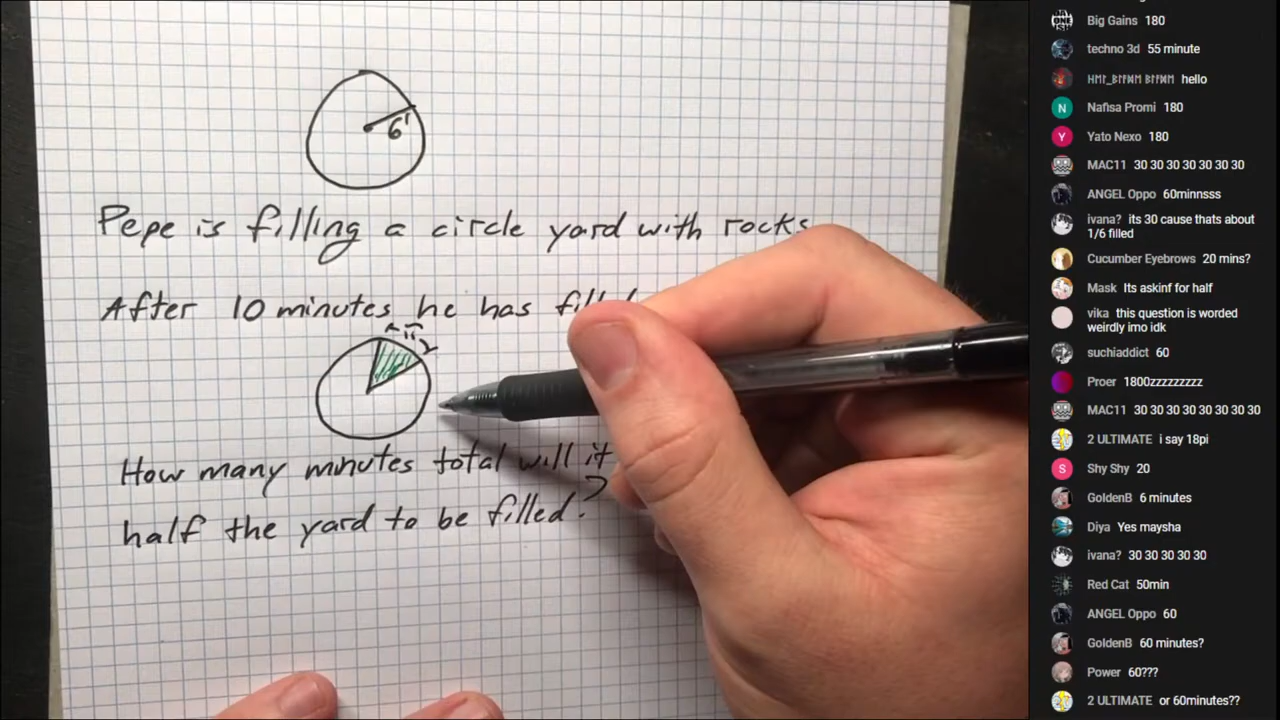 6'
Pepe is filling a circle yard with rocks
After 10 minutes he has
π
How many minutes total will it
half the yard to be filled?
Big Gains 180
techno 3d 55 minute
hello
Nafisa Promi 180
Yato Nexo 180
MAC11 30 30 30 30 30 30 30
ANGEL Oppo 60minnsss
ivana? its 30 cause thats about
1/6 filled
Cucumber Eyebrows 20 mins?
Mask Its askinf for half
vika this question is worded
weirdly imo idk
suchiaddict 60
Proer 1800zzzzzzzzz
MAC11 30 30 30 30 30 30 30 30
2 ULTIMATE i say 18pi
Shy Shy 20
GoldenB 6 minutes
Diya Yes maysha
ivana? 30 30 30 30 30
Red Cat 50min
ANGEL Oppo 60
GoldenB 60 minutes?
Power 60???
2 ULTIMATE or 60minutes??